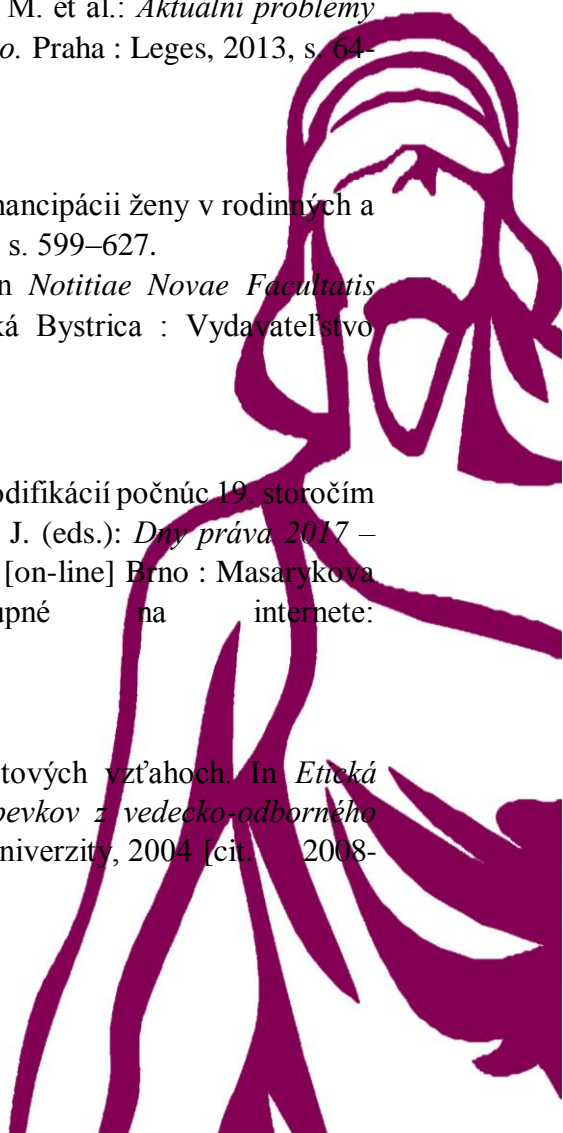 M. et al.: Aktuální problémy
o. Praha : Leges, 2013, s. 64-
nancipácii ženy v rodinných a
s. 599–627.
n Notitiae Novae Facultatis
ká Bystrica : Vydavateľstvo
odifikácií počnúc 19. storočím
J. (eds.): Dny práva 2017 –
[on-line] Brno : Masarykova
upné na internete:
tových vzťahoch. In Etická
pevkov z vedecko-odborného
niverzity, 2004 [cit. 2008-